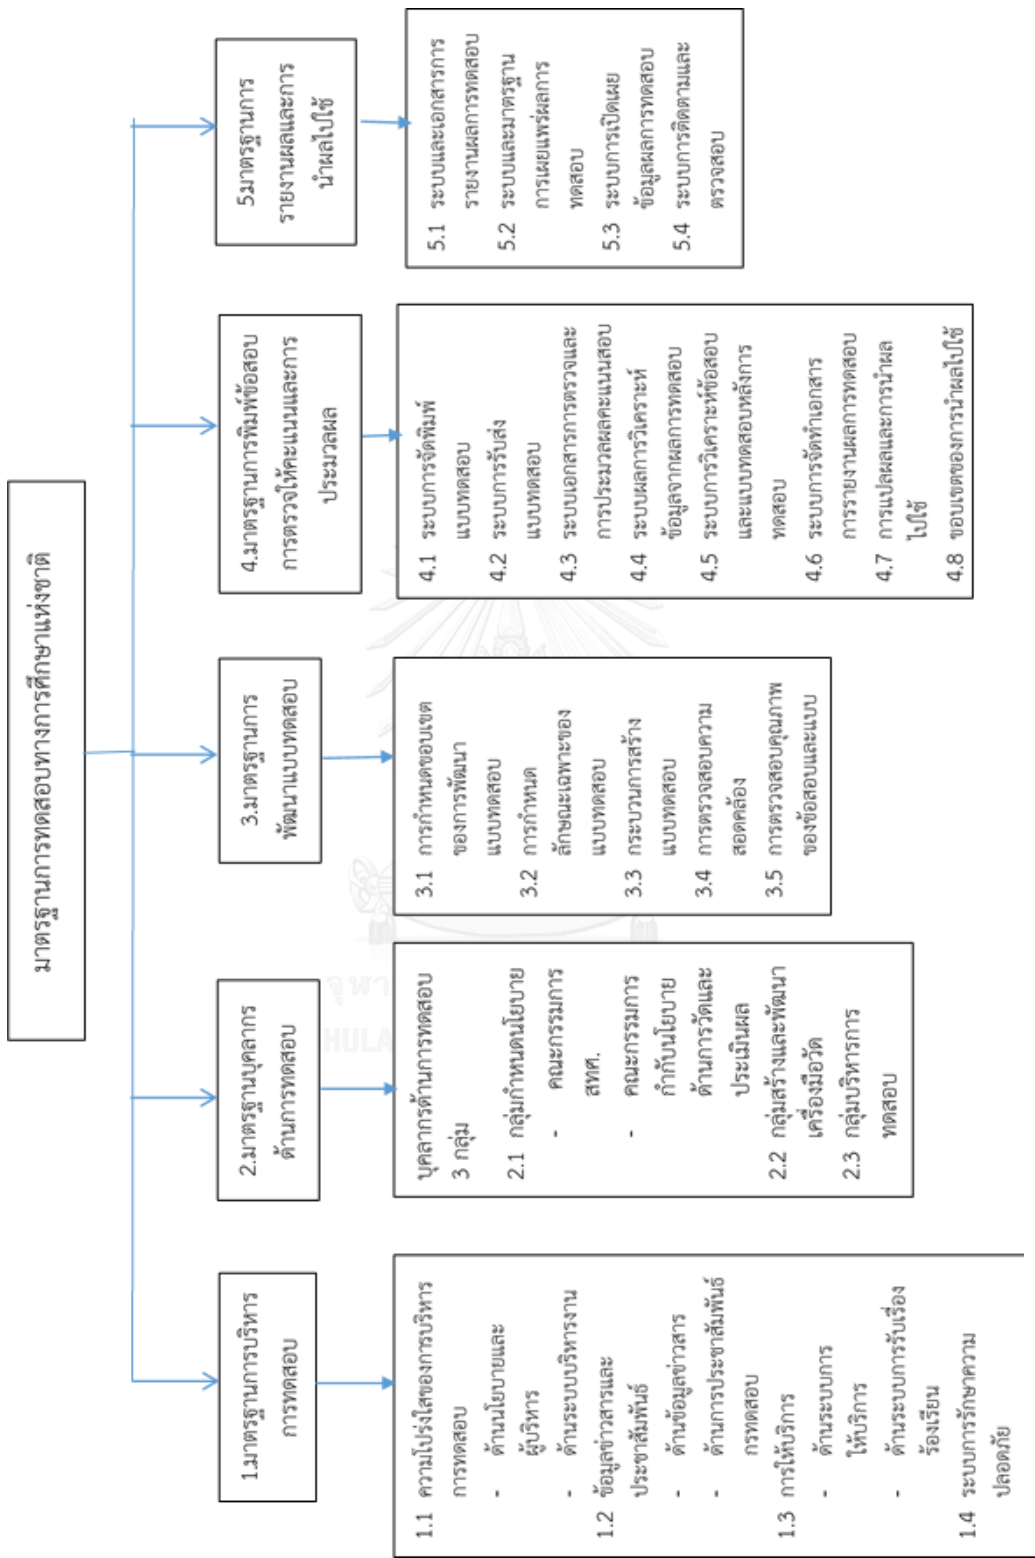 มาตรฐานการทดสอบทางการศึกษาแห่งชาติ
1.มาตรฐานการบริหาร
การทดสอบ
1.1 ความโปร่งใสของการบริหาร
การทดสอบ
- ด้านนโยบายและ
ผู้บริหาร
- ด้านระบบบริหารงาน
1.2 ข้อมูลข่าวสารและ
ประชาสัมพันธ์
- ด้านข้อมูลข่าวสาร
- ด้านการประชาสัมพันธ์
กรทดสอบ
1.3 การให้บริการ
- ด้านระบบการ
ให้บริการ
- ด้านระบบการรับเรื่อง
ร้องเรียน
1.4 ระบบการรักษาความ
ปลอดภัย
2.มาตรฐานบุคลากร
ด้านการทดสอบ
บุคลากรด้านการทดสอบ
3 กลุ่ม
2.1 กลุ่มกำหนดนโยบาย
- คณะกรรมการ
สทศ.
- คณะกรรมการ
กำกับนโยบาย
ด้านการวัดและ
ประเมินผล
2.2 กลุ่มสร้างและพัฒนา
เครื่องมือวัด
2.3 กลุ่มบริหารการ
ทดสอบ
3.มาตรฐานการ
พัฒนาแบบทดสอบ
3.1 การกำหนดขอบเขต
ของการพัฒนา
แบบทดสอบ
3.2 การกำหนด
ลักษณะเฉพาะของ
แบบทดสอบ
3.3 กระบวนการสร้าง
แบบทดสอบ
3.4 การตรวจสอบความ
สอดคล้อง
3.5 การตรวจสอบคุณภาพ
ของข้อสอบและแบบ
4.มาตรฐานการพิมพ์ข้อสอบ
การตรวจให้คะแนนและการ
ประมวลผล
4.1 ระบบการจัดพิมพ์
แบบทดสอบ
4.2 ระบบการรับส่ง
แบบทดสอบ
4.3 ระบบเอกสารการตรวจและ
การประมวลผลคะแนนสอบ
4.4 ระบบผลการวิเคราะห์
ข้อมูลจากผลการทดสอบ
4.5 ระบบการวิเคราะห์ข้อสอบ
และแบบทดสอบหลังการ
ทดสอบ
4.6 ระบบการจัดทำเอกสาร
การรายงานผลการทดสอบ
4.7 การแปลผลและการนำผล
ไปใช้
4.8 ขอบเขตของการนำผลไปใช้
5มาตรฐานการ
รายงานผลและการ
นำผลไปใช้
5.1 ระบบและเอกสารการ
รายงานผลการทดสอบ
5.2 ระบบและมาตรฐาน
การเผยแพร่ผลการ
ทดสอบ
5.3 ระบบการเปิดเผย
ข้อมูลผลการทดสอบ
5.4 ระบบการติดตามและ
ตรวจสอบ
จุฬา
HULA